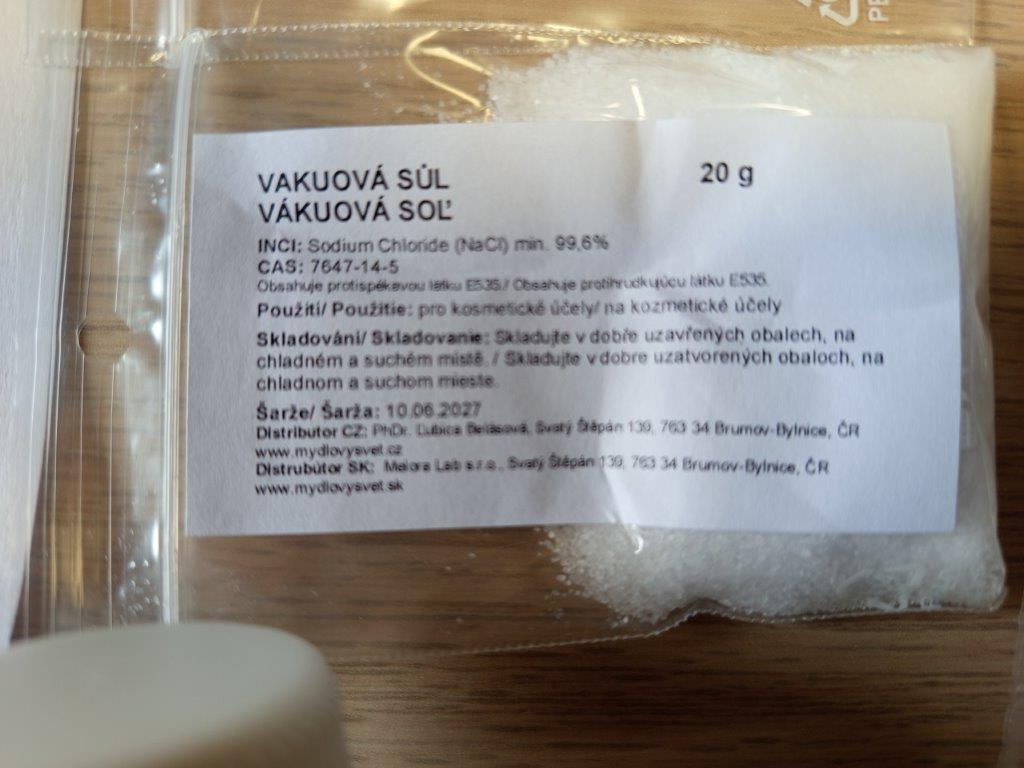 PE
VAKUOVÁ SŮL
20 g
VÁKUOVÁ SOĽ
INCI: Sodium Chloride (NaCl) min. 99,6%
CAS: 7647-14-5
Obsahuje protispékavou látku E535./ Obsahuje protihrudkujúcu látku E535.
Použití/ Použitie: pro kosmetické účely/ na kozmetické účely
Skladování/ Skladovanie: Skladujte v dobře uzavřených obalech, na
chladném a suchém místě. / Skladujte v dobre uzatvorených obaloch, na
chladnom a suchom mieste.
Šarže/ Šarža: 10.06.2027
Distributor CZ: PhDr. Ľubica Belásová, Svatý Štěpán 139, 763 34 Brumov-Bylnice, ČR
www.mydlovysvet.cz
Distrubútor SK: Melora Lab s.r.o., Svatý Štěpán 139, 763 34 Brumov-Bylnice, ČR
www.mydlovysvet.sk